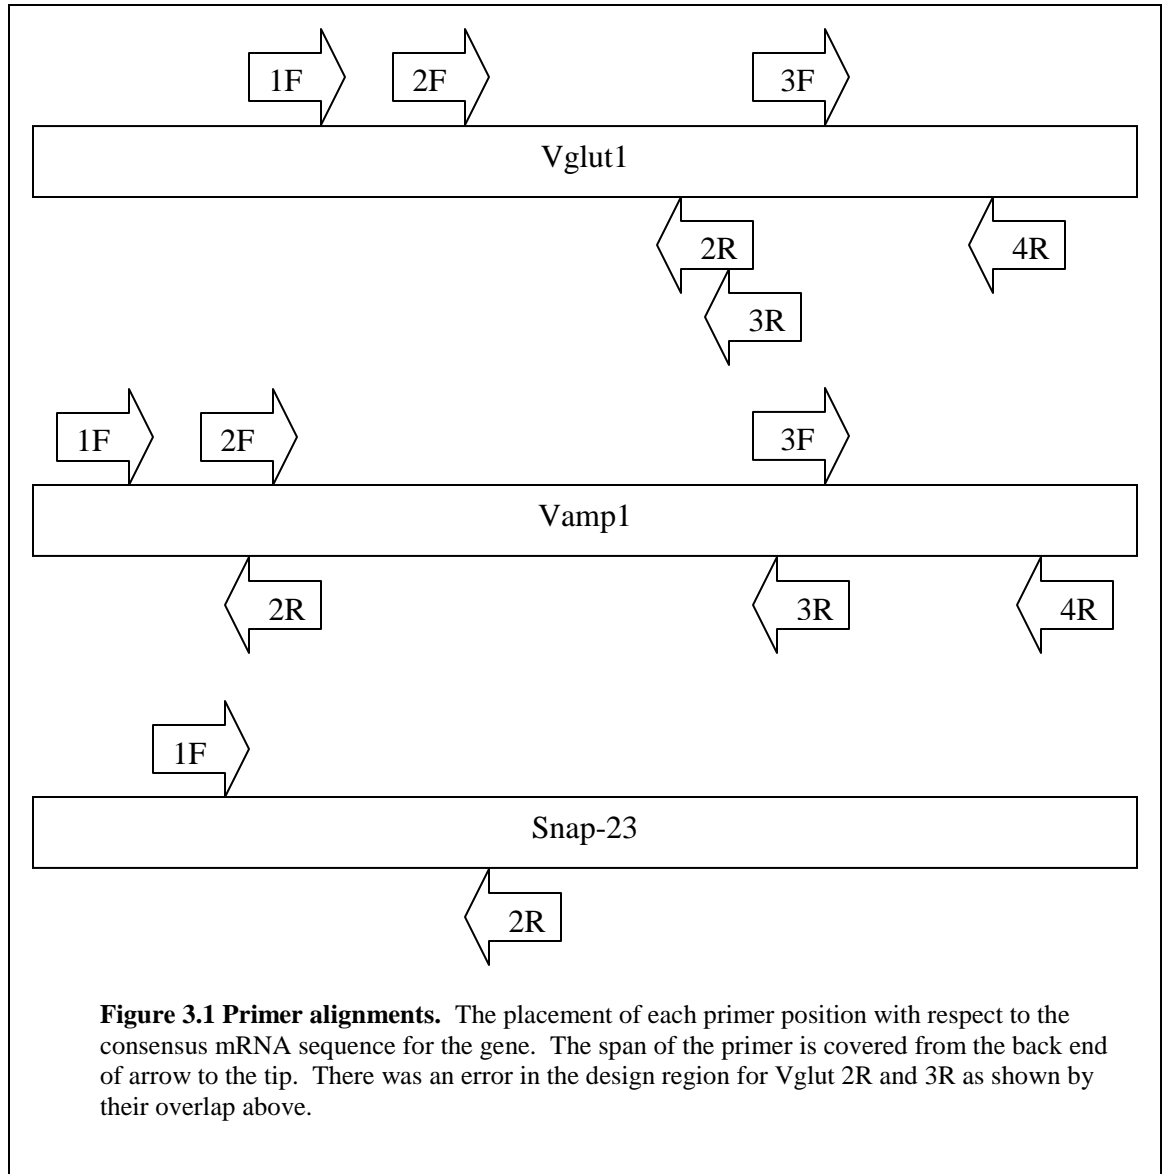 1F 2F 3F
Vglut1
2R 4R
3R
1F 2F 3F
Vamp1
2R 3R 4R
1F
Snap-23
2R
Figure 3.1 Primer alignments. The placement of each primer position with respect to the
consensus mRNA sequence for the gene. The span of the primer is covered from the back end
of arrow to the tip. There was an error in the design region for Vglut 2R and 3R as shown by
their overlap above.